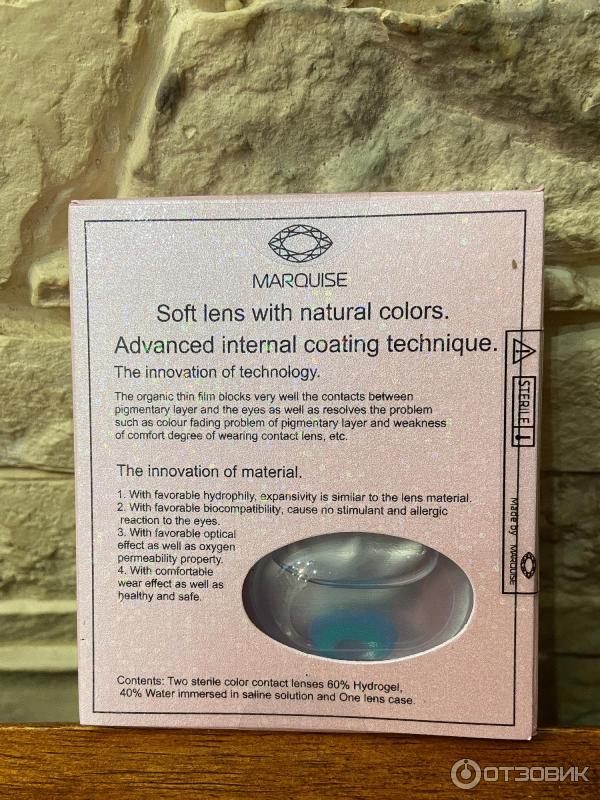 MARQUISE
Soft lens with natural colors.
Advanced internal coating technique.
The innovation of technology.
The organic thin film blocks very well the contacts between
pigmentary layer and the eyes as well as resolves the problem
such as colour fading problem of pigmentary layer and weakness
of comfort degree of wearing contact lens, etc.
The innovation of material.
1. With favorable hydrophily, expansivity is similar to the lens material.
2. With favorable biocompatibility, cause no stimulant and allergic
reaction to the eyes.
3. With favorable optical
effect as well as oxygen
permeability property.
4. With comfortable
wear effect as well as
healthy and safe.
Contents: Two sterile color contact lenses 60% Hydrogel,
40% Water immersed in saline solution and One lens case.
STERILE
Made by MARQUISE
ОТЗОВИК